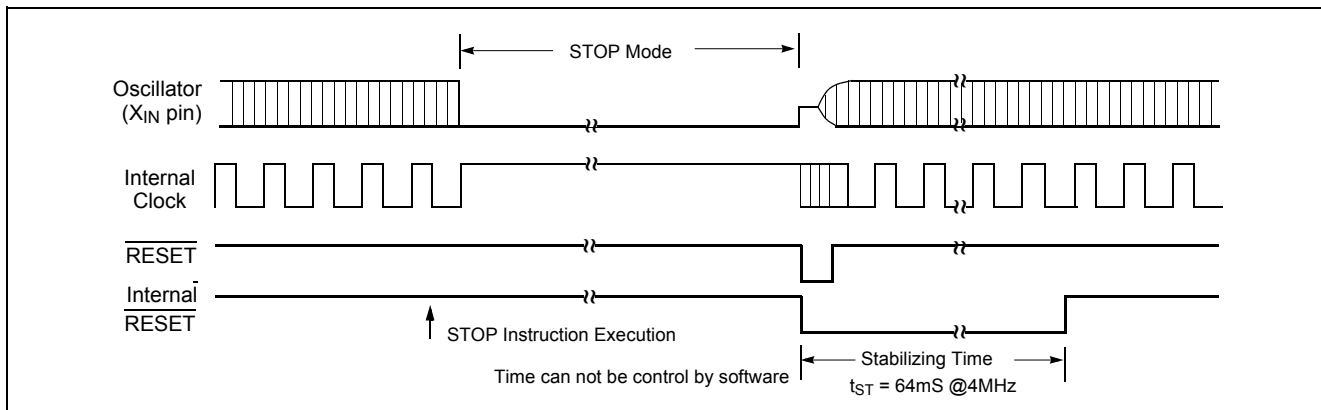 STOP Mode
Oscillator
(XIN pin)
Internal
Clock
RESET
Internal
RESET
STOP Instruction Execution
Time can not be control by software
Stabilizing Time
tST = 64mS @4MHz